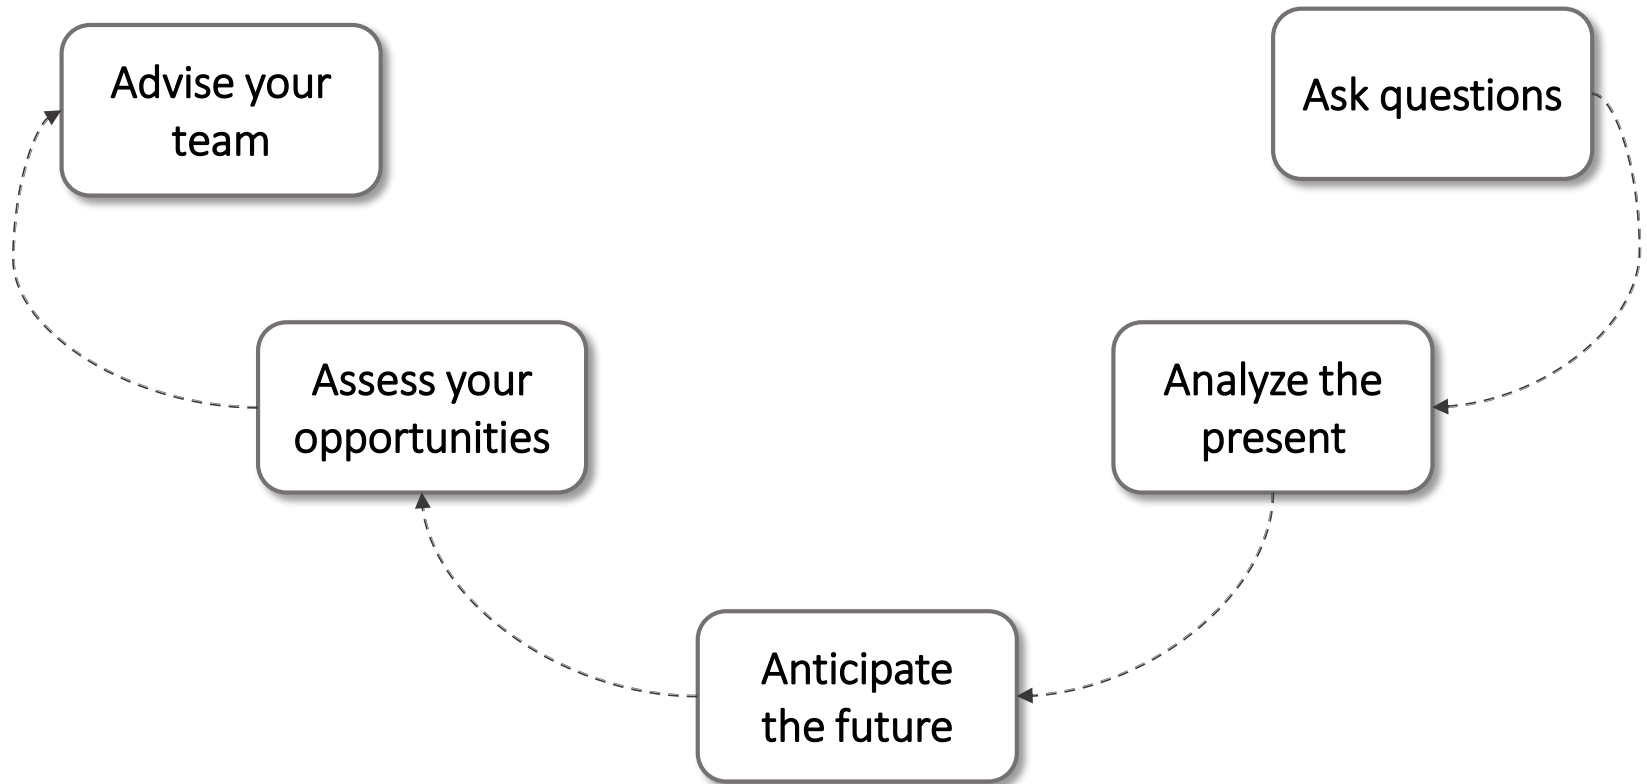 Advise your
team
Ask questions
Assess your
opportunities
Analyze the
present
Anticipate
the future